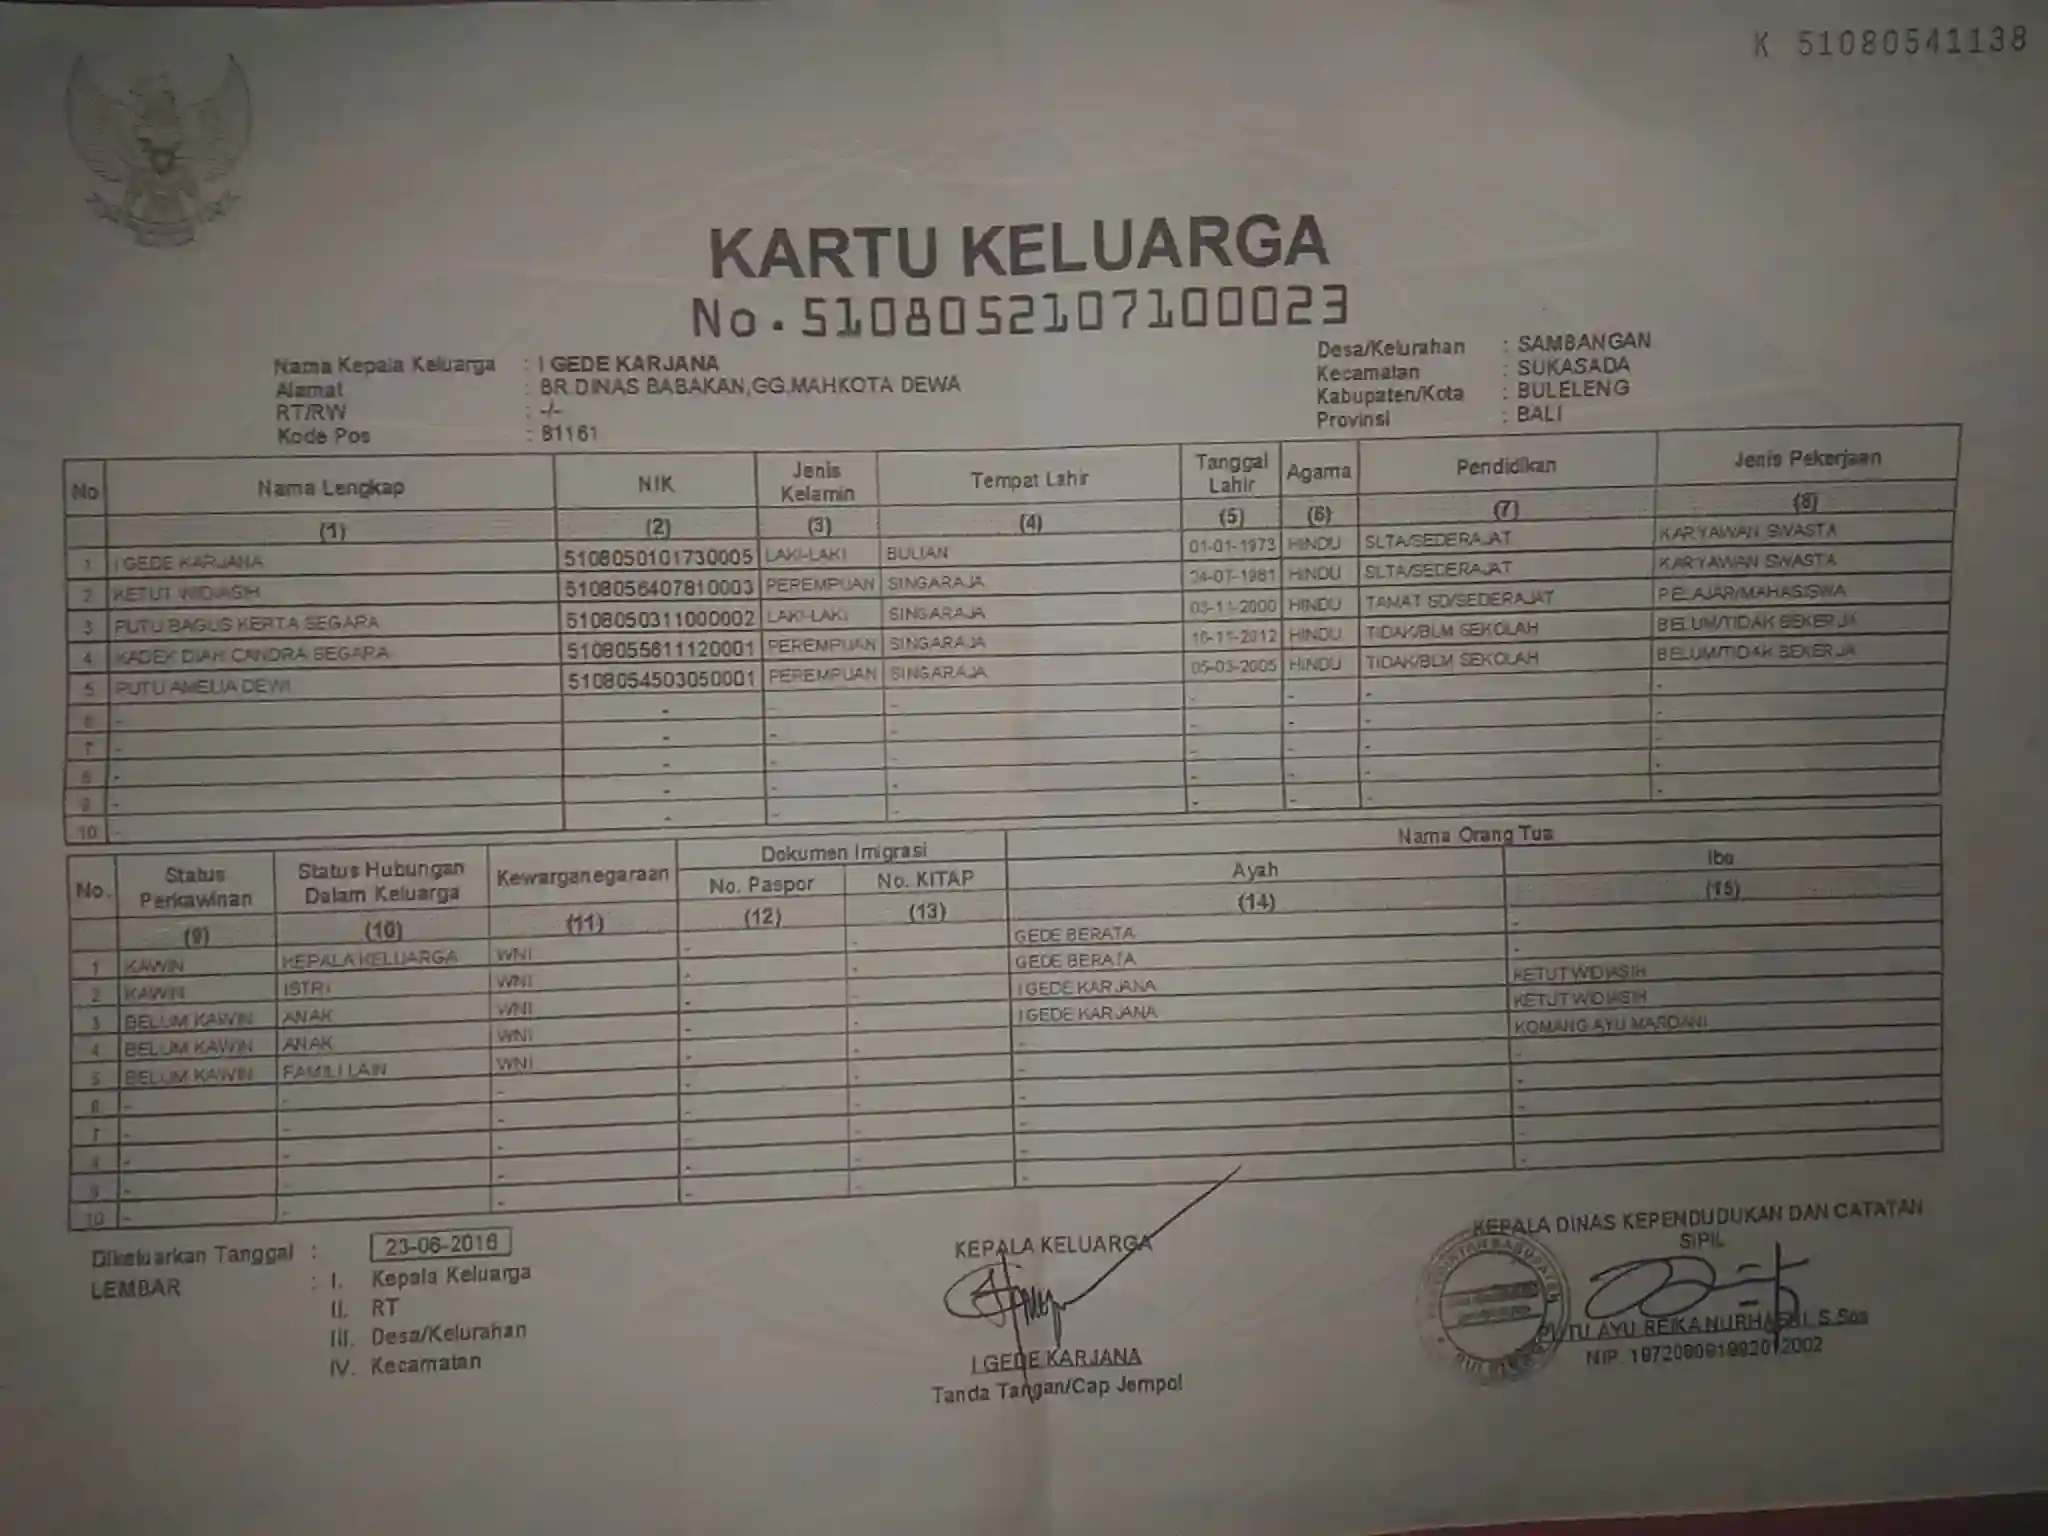 K 51080541138
KARTU KELUARGA
No. 5108052107100023
Nama Kepala Keluarga : I GEDE KARJANA
Alamat : BR.DINAS BABAKAN,GG.MAHKOTA DEWA
RT/RW : -/-
Kode Pos : 81161
Desa/Kelurahan : SAMBANGAN
Kecamatan : SUKASADA
Kabupaten/Kota : BULELENG
Provinsi : BALI
No Nama Lengkap NIK Jenis Kelamin Tempat Lahir Tanggal Lahir Agama Pendidikan Jenis Pekerjaan
(1) (2) (3) (4) (5) (6) (7) (8)
1 I GEDE KARJANA 5108050101730005 LAKI-LAKI BULIAN 01-01-1973 HINDU SLTA/SEDERAJAT KARYAWAN SWASTA
2 KETUT WIDIASIH 5108056407810003 PEREMPUAN SINGARAJA 24-07-1981 HINDU SLTA/SEDERAJAT KARYAWAN SWASTA
3 PUTU BAGUS KERTA SEGARA 5108050311000002 LAKI-LAKI SINGARAJA 03-11-2000 HINDU TAMAT SD/SEDERAJAT PELAJAR/MAHASISWA
4 KADEK DIAH CANDRA SEGARA 5108055611120001 PEREMPUAN SINGARAJA 16-11-2012 HINDU TIDAK/BLM SEKOLAH BELUM/TIDAK BEKERJA
5 PUTU AMELIA DEWI 5108054503050001 PEREMPUAN SINGARAJA 05-03-2005 HINDU TIDAK/BLM SEKOLAH BELUM/TIDAK BEKERJA
6 - - - - - - - -
7 - - - - - - - -
8 - - - - - - - -
9 - - - - - - - -
10 - - - - - - - -
No. Status Perkawinan Status Hubungan Dalam Keluarga Kewarganegaraan Dokumen Imigrasi Nama Orang Tua
No. Paspor No. KITAP Ayah Ibu
(9) (10) (11) (12) (13) (14) (15)
1 KAWIN KEPALA KELUARGA WNI - - GEDE BERATA -
2 KAWIN ISTRI WNI - - GEDE BERATA -
3 BELUM KAWIN ANAK WNI - - I GEDE KARJANA KETUT WIDIASIH
4 BELUM KAWIN ANAK WNI - - I GEDE KARJANA KETUT WIDIASIH
5 BELUM KAWIN FAMILI LAIN WNI - - - KOMANG AYU MARDANI
6 - - - - - - -
7 - - - - - - -
8 - - - - - - -
9 - - - - - - -
10 - - - - - - -
Dikeluarkan Tanggal : 23-06-2016
LEMBAR : I. Kepala Keluarga
II. RT
III. Desa/Kelurahan
IV. Kecamatan
KEPALA KELUARGA
I GEDE KARJANA
Tanda Tangan/Cap Jempol
KEPALA DINAS KEPENDUDUKAN DAN CATATAN
SIPIL
PUTU AYU REIKA NURHAENI, S.Sos
NIP.